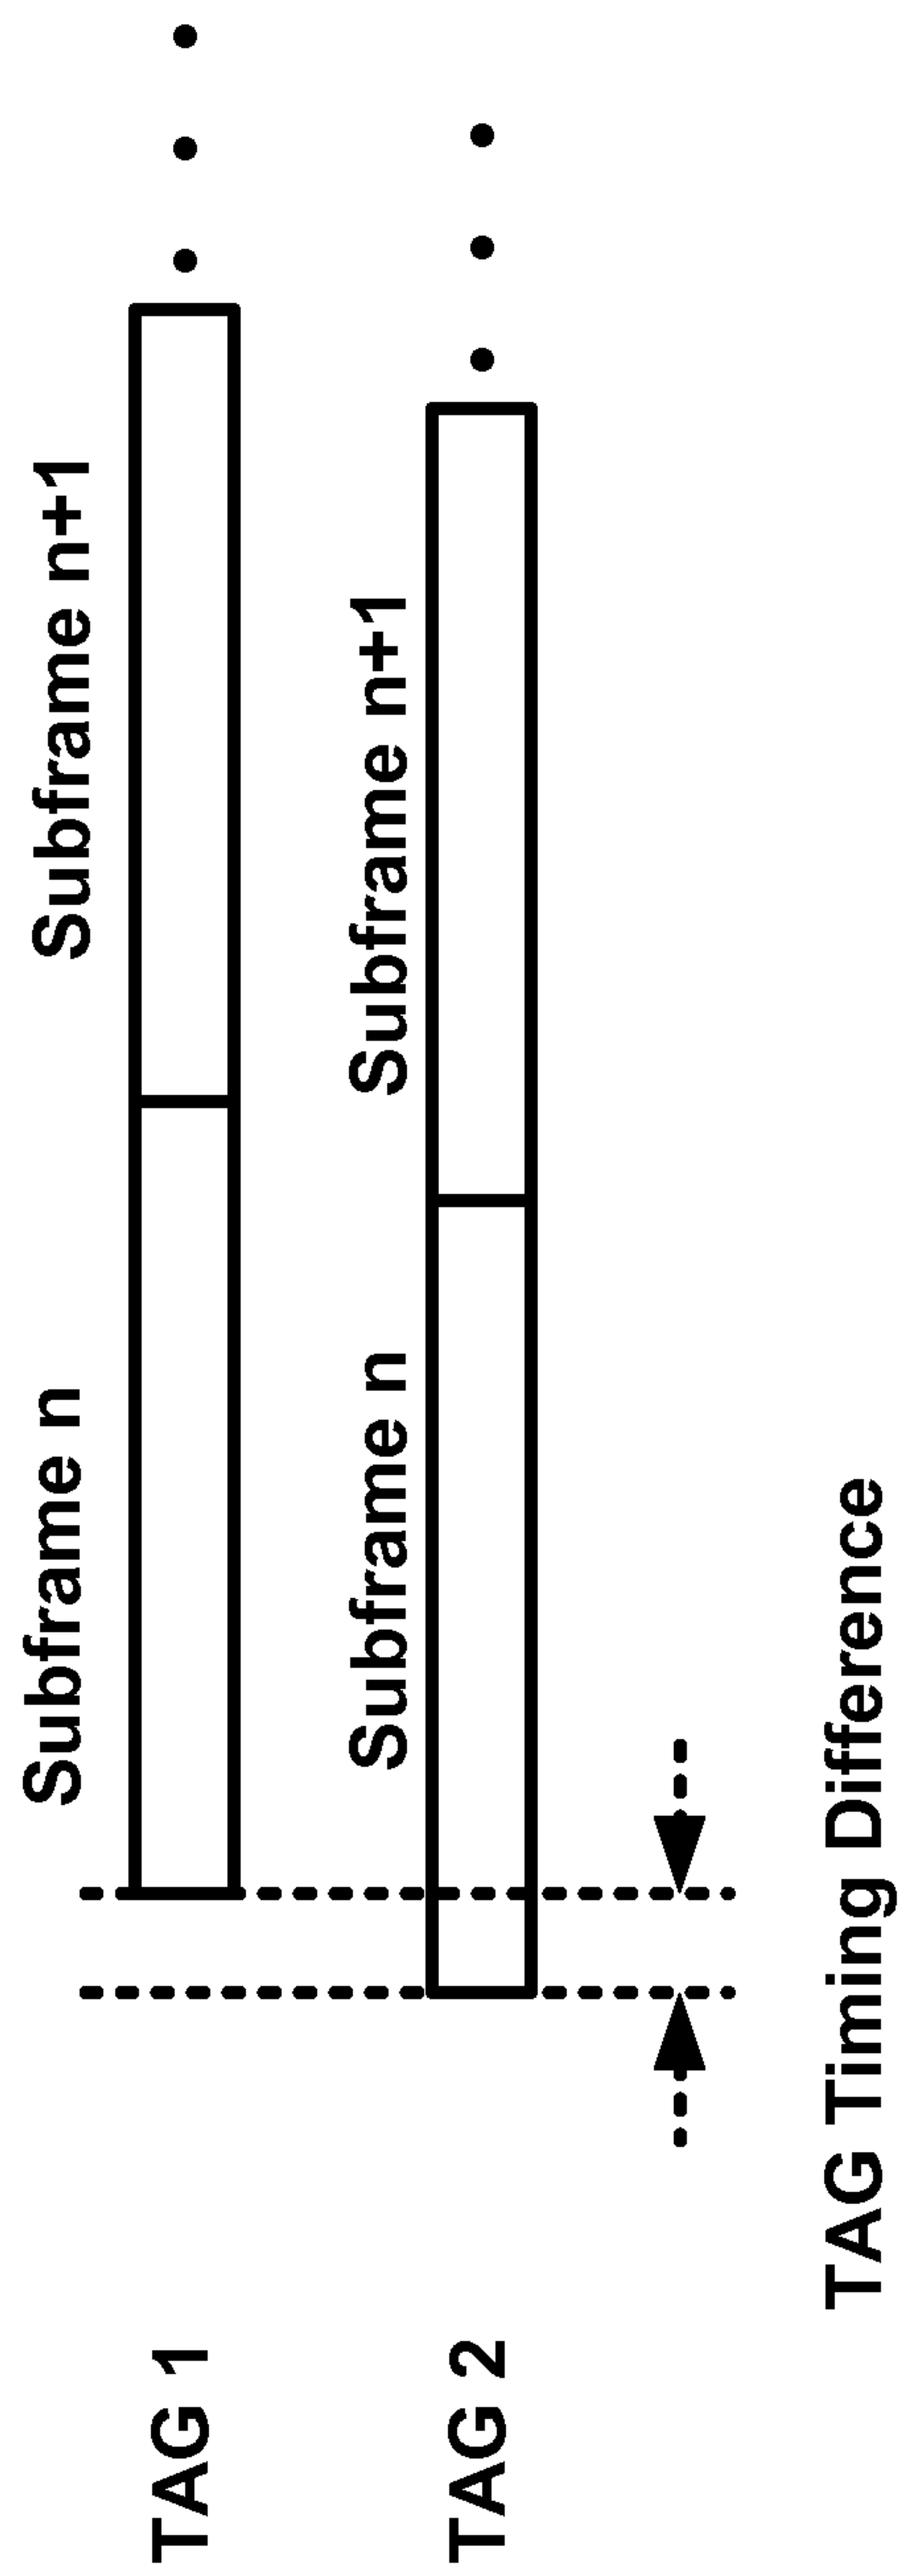 Subframe n
Subframe n+1
TAG 1
Subframe n
Subframe n+1
TAG 2
TAG Timing Difference